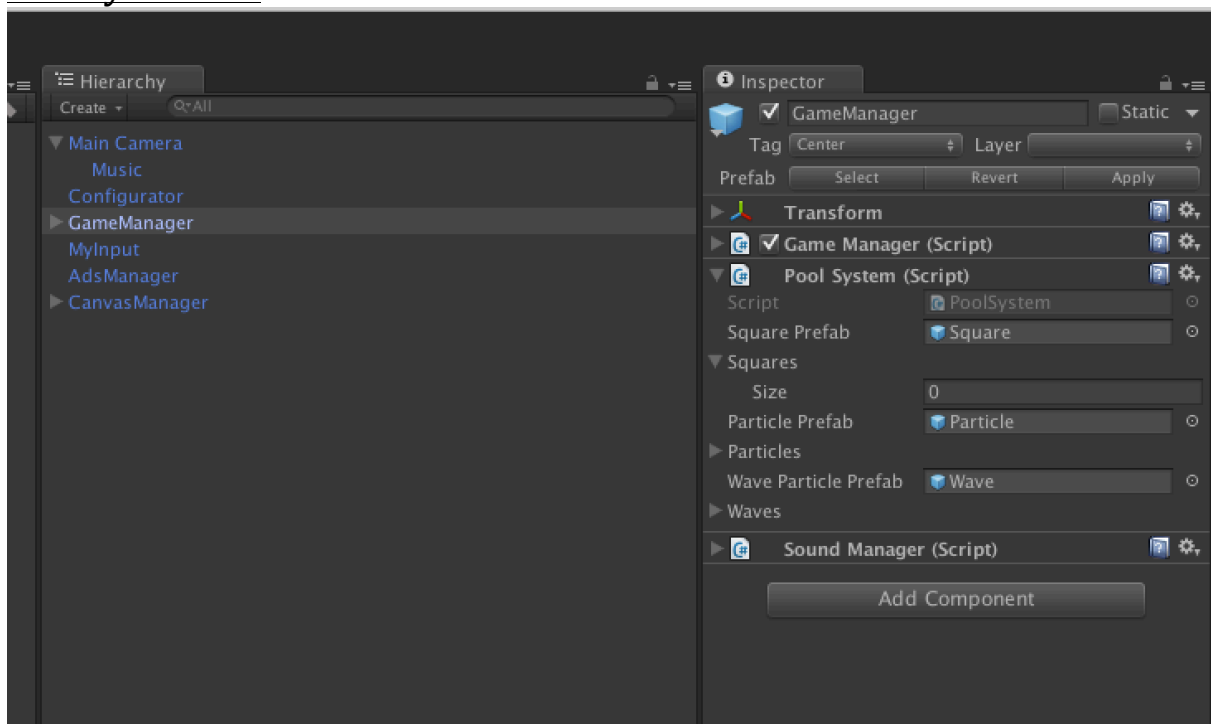 Hierarchy
Create
All
Main Camera
Music
Configurator
GameManager
MyInput
AdsManager
CanvasManager
Inspector
GameManager
Static
Tag Center Layer
Prefab Select Revert Apply
Transform
Game Manager (Script)
Pool System (Script)
Script PoolSystem
Square Prefab Square
Squares
Size 0
Particle Prefab Particle
Particles
Wave Particle Prefab Wave
Waves
Sound Manager (Script)
Add Component